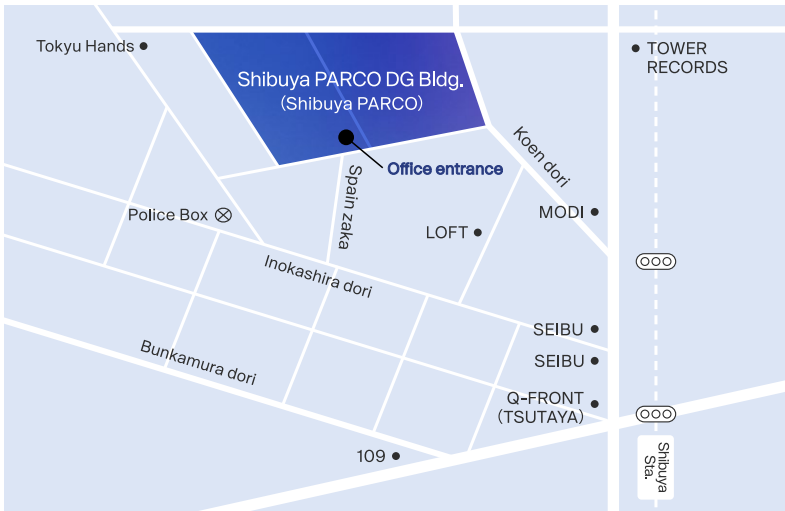 Tokyu Hands
TOWER
RECORDS
Shibuya PARCO DG Bldg.
(Shibuya PARCO)
Koen dori
Office entrance
Spain zaka
Police Box
MODI
LOFT
Inokashira dori
SEIBU
SEIBU
Bunkamura dori
Q-FRONT
(TSUTAYA)
109
Shibuya
Sta.